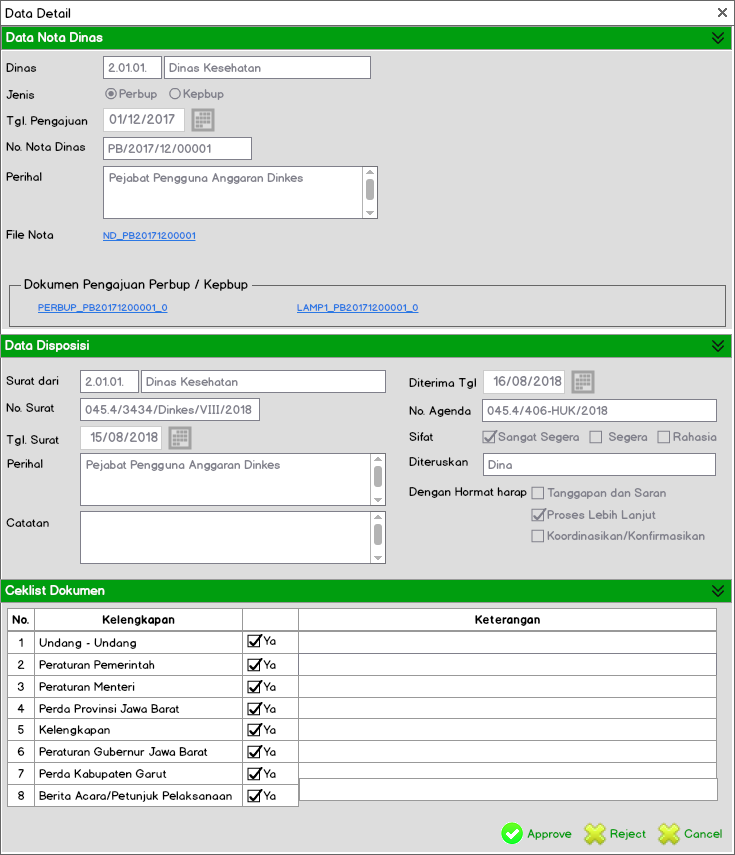 Data Detail
Data Nota Dinas
Dinas 2.01.01. Dinas Kesehatan
Jenis Perbup Kepbup
Tgl. Pengajuan 01/12/2017
No. Nota Dinas PB/2017/12/00001
Perihal Pejabat Pengguna Anggaran Dinkes
File Nota ND_PB20171200001
Dokumen Pengajuan Perbup / Kepbup
PERBUP_PB20171200001_0 LAMP1_PB20171200001_0
Data Disposisi
Surat dari 2.01.01. Dinas Kesehatan Diterima Tgl 16/08/2018
No. Surat 045.4/3434/Dinkes/VIII/2018 No. Agenda 045.4/406-HUK/2018
Tgl. Surat 15/08/2018 Sifat Sangat Segera Segera Rahasia
Perihal Pejabat Pengguna Anggaran Dinkes Diteruskan Dina
Dengan Hormat harap Tanggapan dan Saran
Catatan Proses Lebih Lanjut
Koordinasikan/Konfirmasikan
Ceklist Dokumen
No. Kelengkapan Keterangan
1 Undang - Undang Ya
2 Peraturan Pemerintah Ya
3 Peraturan Menteri Ya
4 Perda Provinsi Jawa Barat Ya
5 Kelengkapan Ya
6 Peraturan Gubernur Jawa Barat Ya
7 Perda Kabupaten Garut Ya
8 Berita Acara/Petunjuk Pelaksanaan Ya
Approve Reject Cancel